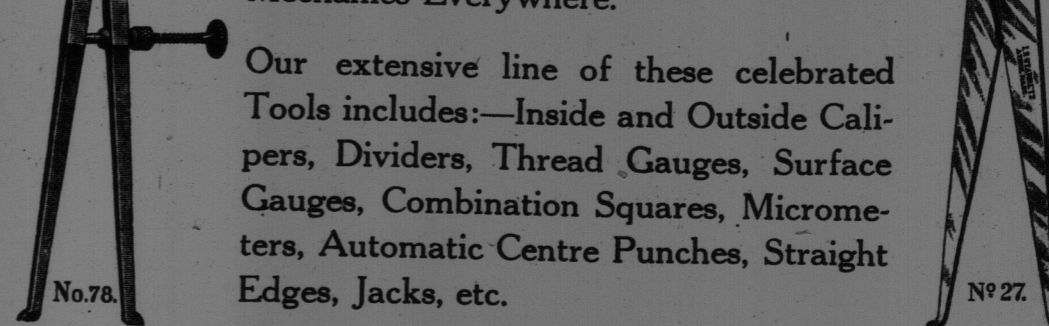 Our extensive line of these celebrated
Tools includes:—Inside and Outside Cali-
pers, Dividers, Thread Gauges, Surface
Gauges, Combination Squares, Microme-
ters, Automatic Centre Punches, Straight
Edges, Jacks, etc.
No.78.
Nº 27.